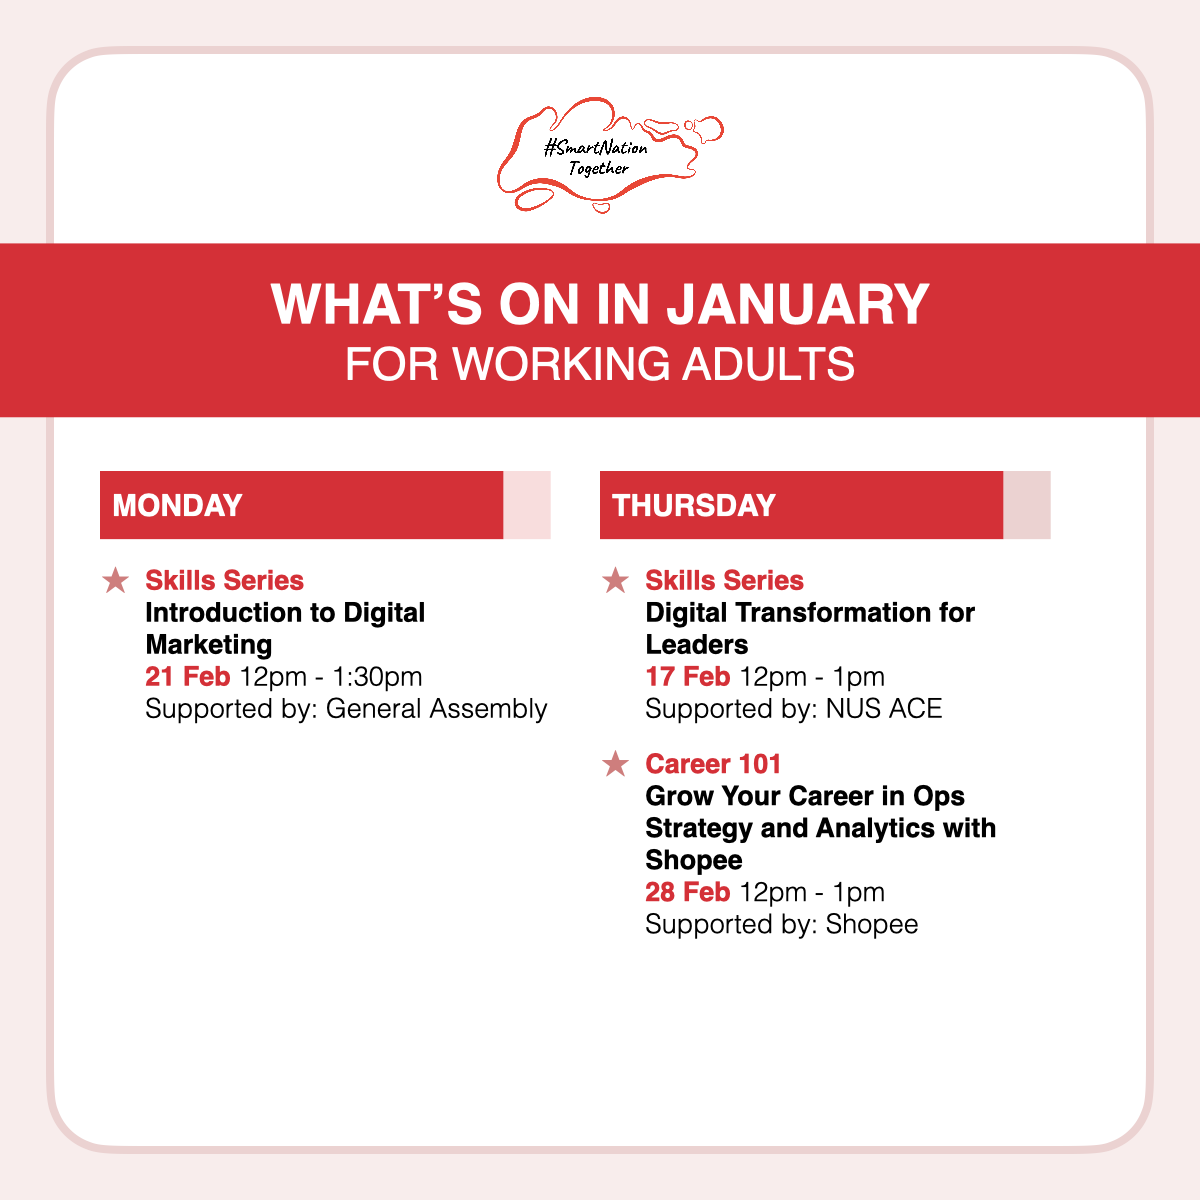 #SmartNation
Together
WHAT’S ON IN JANUARY
FOR WORKING ADULTS
MONDAY
Skills Series
Introduction to Digital
Marketing
21 Feb 12pm - 1:30pm
Supported by: General Assembly
THURSDAY
Skills Series
Digital Transformation for
Leaders
17 Feb 12pm - 1pm
Supported by: NUS ACE
Career 101
Grow Your Career in Ops
Strategy and Analytics with
Shopee
28 Feb 12pm - 1pm
Supported by: Shopee